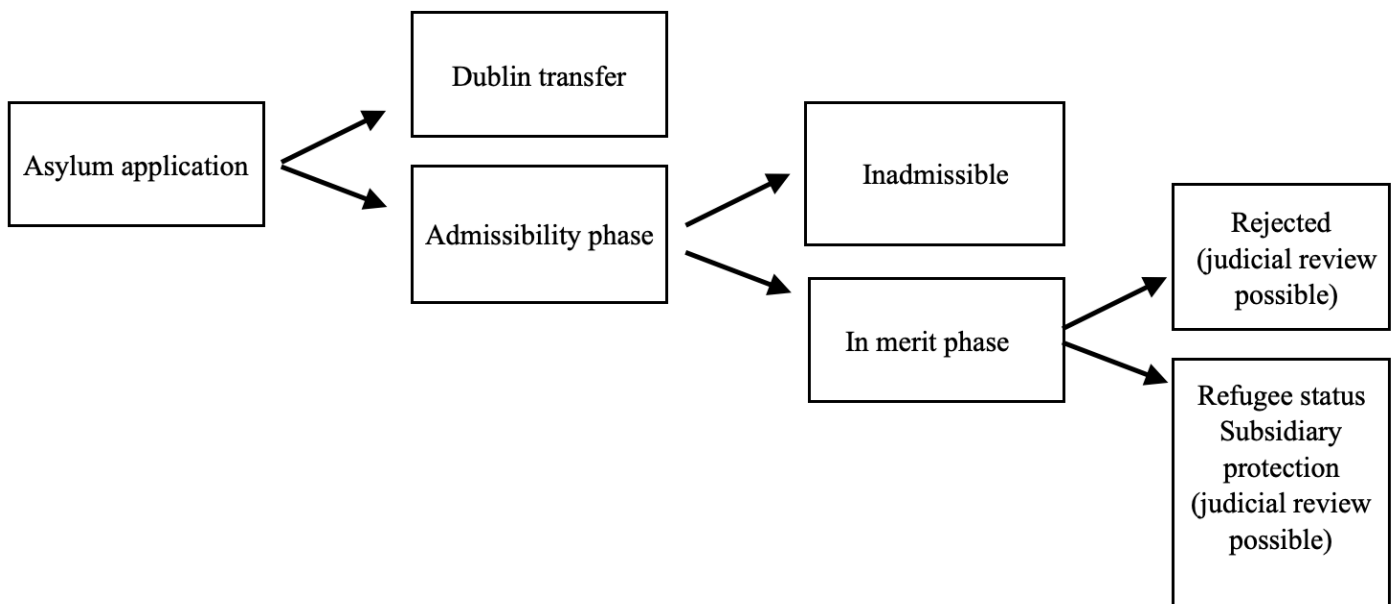 Asylum application
Dublin transfer
Admissibility phase
Inadmissible
In merit phase
Rejected
(judicial review
possible)
Refugee status
Subsidiary
protection
(judicial review
possible)